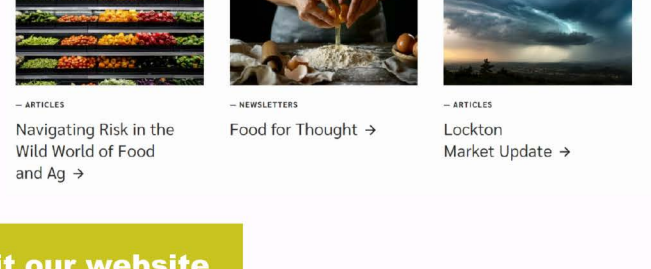 — ARTICLES
Navigating Risk in the
Wild World of Food
and Ag →
— NEWSLETTERS
Food for Thought →
— ARTICLES
Lockton
Market Update →
it our website